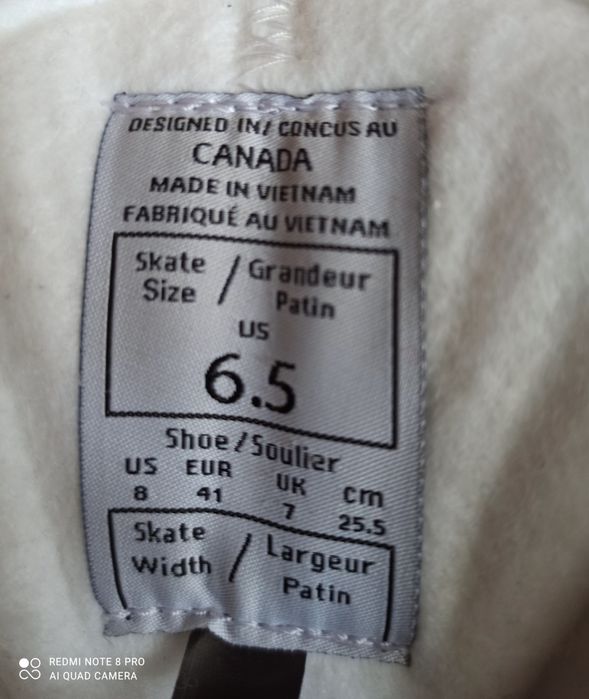 DESIGNED IN/ CONCUS AU
CANADA
MADE IN VIETNAM
FABRIQUÉ AU VIETNAM
Skate / Grandeur
Size Patin
US
6.5
Shoe/Soulier
US EUR UK cm
8 41 7 25.5
Skate / Largeur
Width Patin
REDMI NOTE 8 PRO
AI QUAD CAMERA